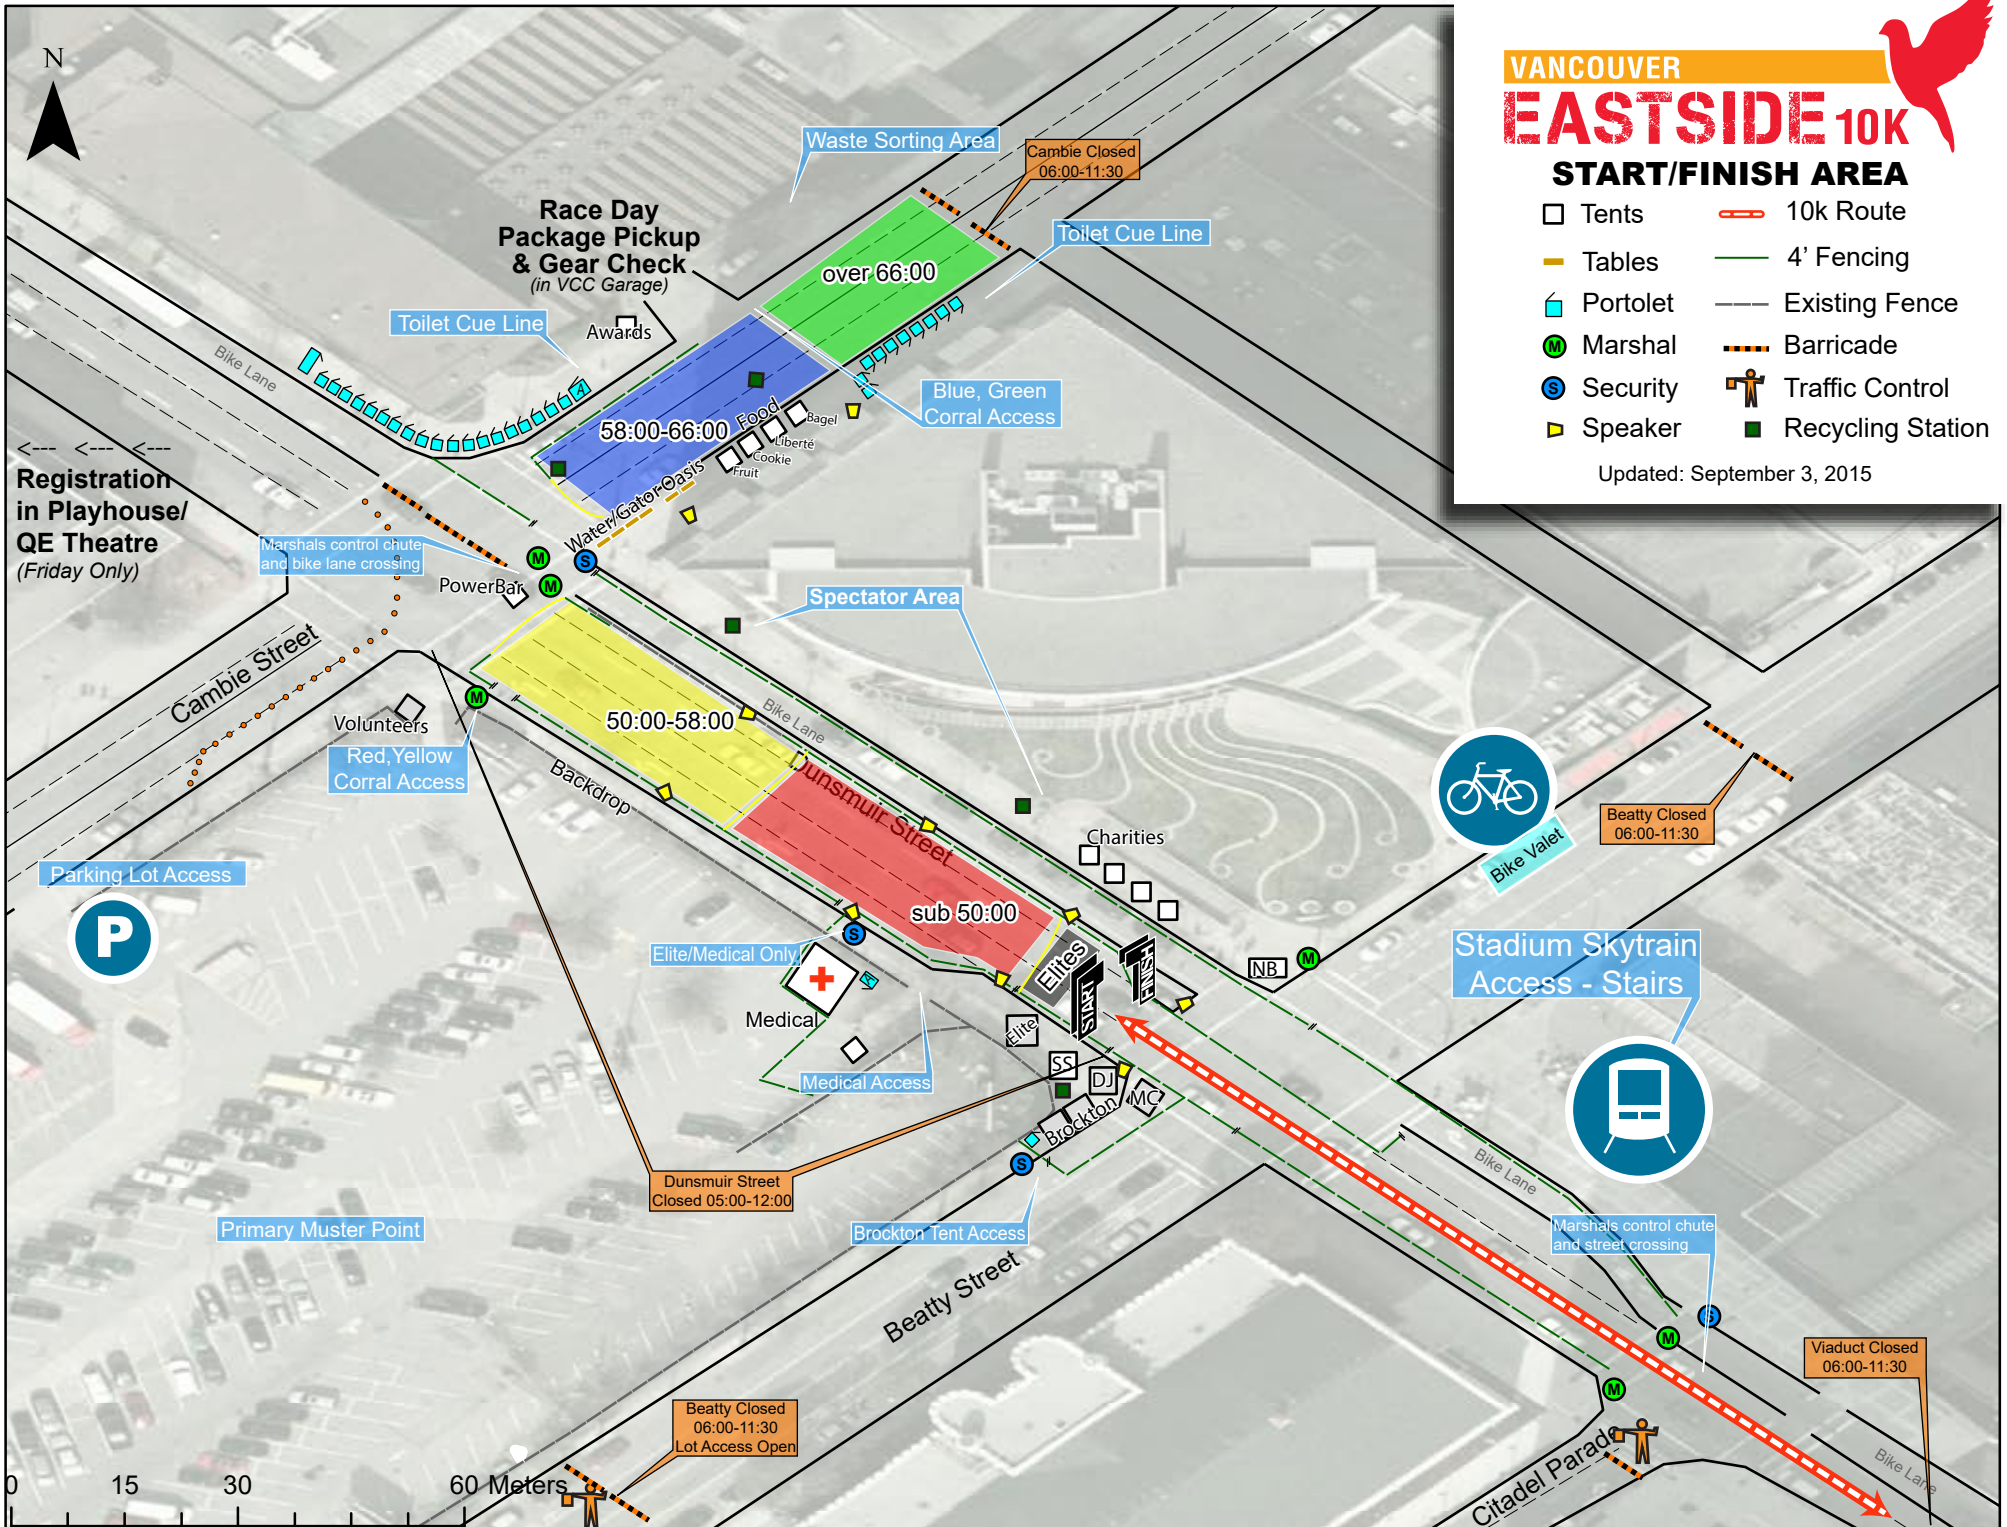 N
VANCOUVER
EASTSIDE 10K
START/FINISH AREA
Tents
10k Route
Tables
4' Fencing
Portolet
Existing Fence
M
Marshal
Barricade
S
Security
Traffic Control
Speaker
Recycling Station
Updated: September 3, 2015
Waste Sorting Area
Cambie Closed
06:00-11:30
Race Day
Package Pickup
& Gear Check
(in VCC Garage)
Toilet Cue Line
over 66:00
Toilet Cue Line
Awards
Bike Lane
A
Blue, Green
Corral Access
58:00-66:00
Food
Bagel
Liberté
Cookie
Fruit
<--- <--- <---
Registration
in Playhouse/
QE Theatre
(Friday Only)
Water/Gator Oasis
Marshals control chute
and bike lane crossing
M
S
M
PowerBar
Spectator Area
Cambie Street
M
Volunteers
50:00-58:00
Bike Lane
Red,Yellow
Corral Access
Backdrop
Dunsmuir Street
Beatty Closed
06:00-11:30
Bike Valet
Charities
Parking Lot Access
P
sub 50:00
S
Elite/Medical Only
Elites
START
FINISH
NB
M
Stadium Skytrain
Access - Stairs
A
Medical
Elite
SS
DJ
MC
Medical Access
Brockton
S
Dunsmuir Street
Closed 05:00-12:00
Bike Lane
Primary Muster Point
Brockton Tent Access
Marshals control chute
and street crossing
Beatty Street
S
M
Viaduct Closed
06:00-11:30
M
Beatty Closed
06:00-11:30
Lot Access Open
Citadel Parade
Bike Lane
0 15 30 60 Meters